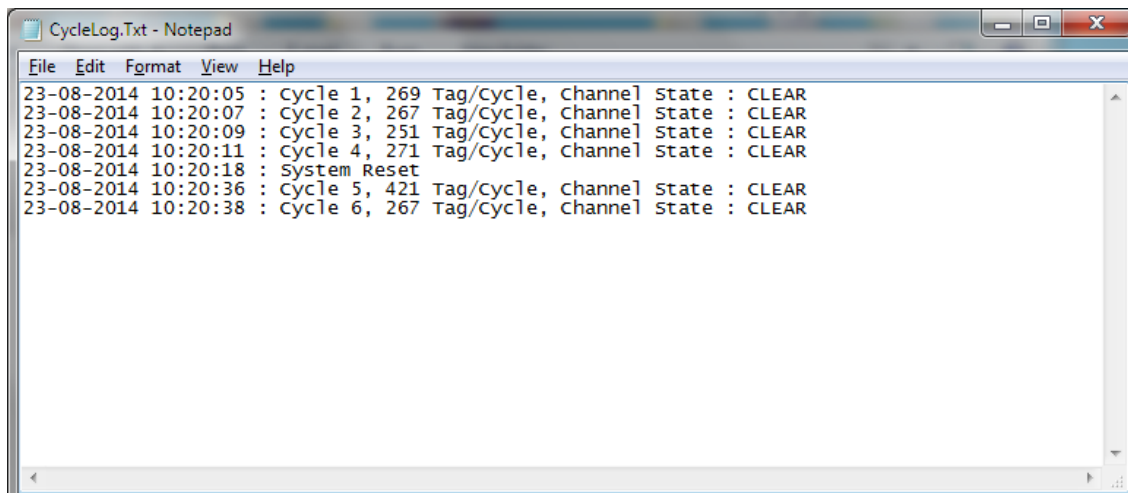 CycleLog.Txt - Notepad
File Edit Format View Help
23-08-2014 10:20:05 : Cycle 1, 269 Tag/Cycle, Channel State : CLEAR
23-08-2014 10:20:07 : Cycle 2, 267 Tag/Cycle, Channel State : CLEAR
23-08-2014 10:20:09 : Cycle 3, 251 Tag/Cycle, Channel State : CLEAR
23-08-2014 10:20:11 : Cycle 4, 271 Tag/Cycle, Channel State : CLEAR
23-08-2014 10:20:18 : System Reset
23-08-2014 10:20:36 : Cycle 5, 421 Tag/Cycle, Channel State : CLEAR
23-08-2014 10:20:38 : Cycle 6, 267 Tag/Cycle, Channel State : CLEAR